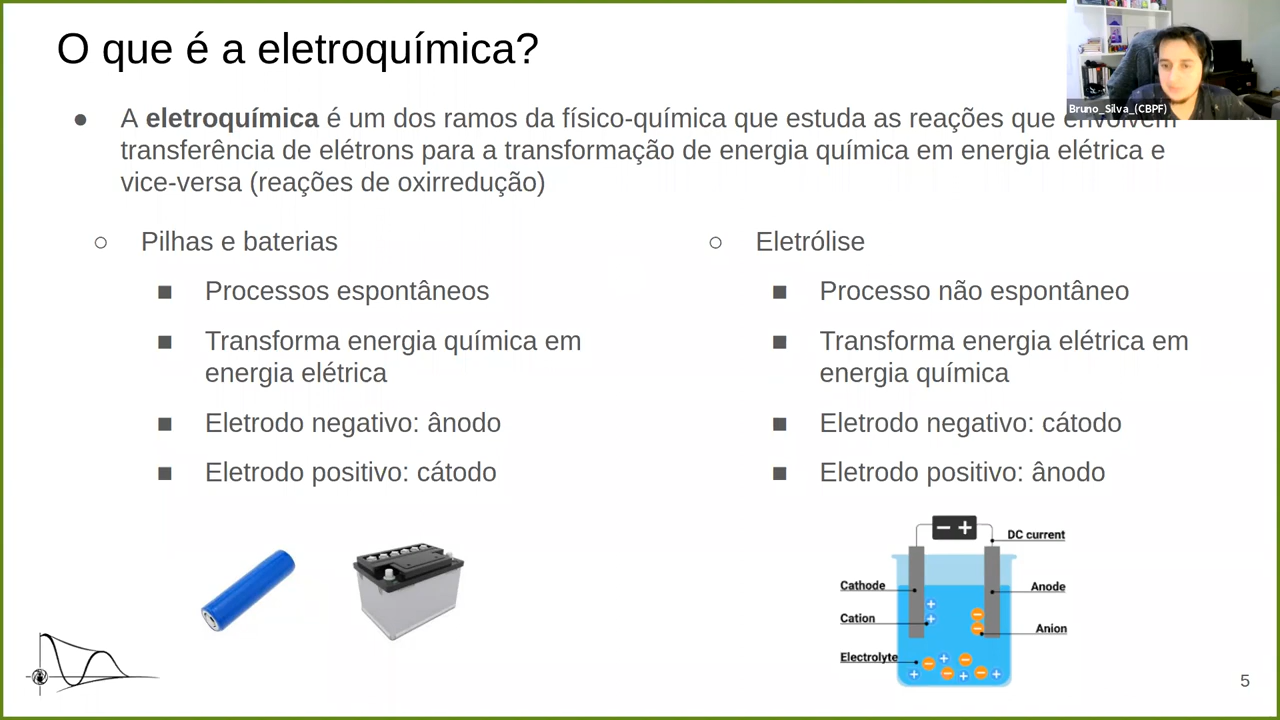 O que é a eletroquímica?
Bruno_Silva_(CBPF)
● A eletroquímica é um dos ramos da físico-química que estuda as reações que envolvem
transferência de elétrons para a transformação de energia química em energia elétrica e
vice-versa (reações de oxirredução)
○ Pilhas e baterias
■ Processos espontâneos
■ Transforma energia química em
energia elétrica
■ Eletrodo negativo: ânodo
■ Eletrodo positivo: cátodo
○ Eletrólise
■ Processo não espontâneo
■ Transforma energia elétrica em
energia química
■ Eletrodo negativo: cátodo
■ Eletrodo positivo: ânodo
− +
DC current
Cathode
Anode
Cation
Anion
Electrolyte
5